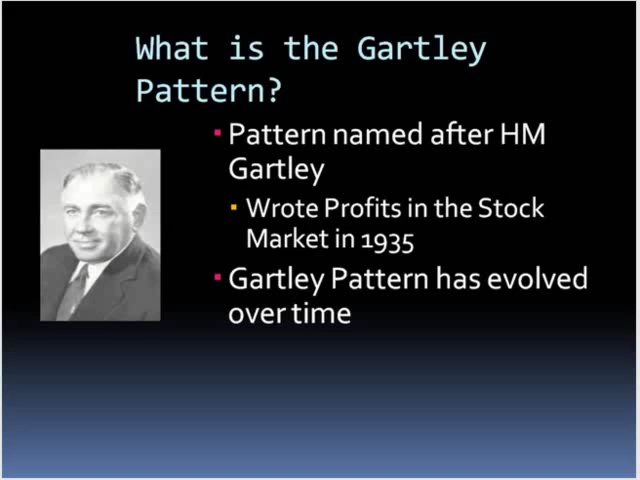 What is the Gartley
Pattern?
Pattern named after HM
Gartley
Wrote Profits in the Stock
Market in 1935
Gartley Pattern has evolved
over time